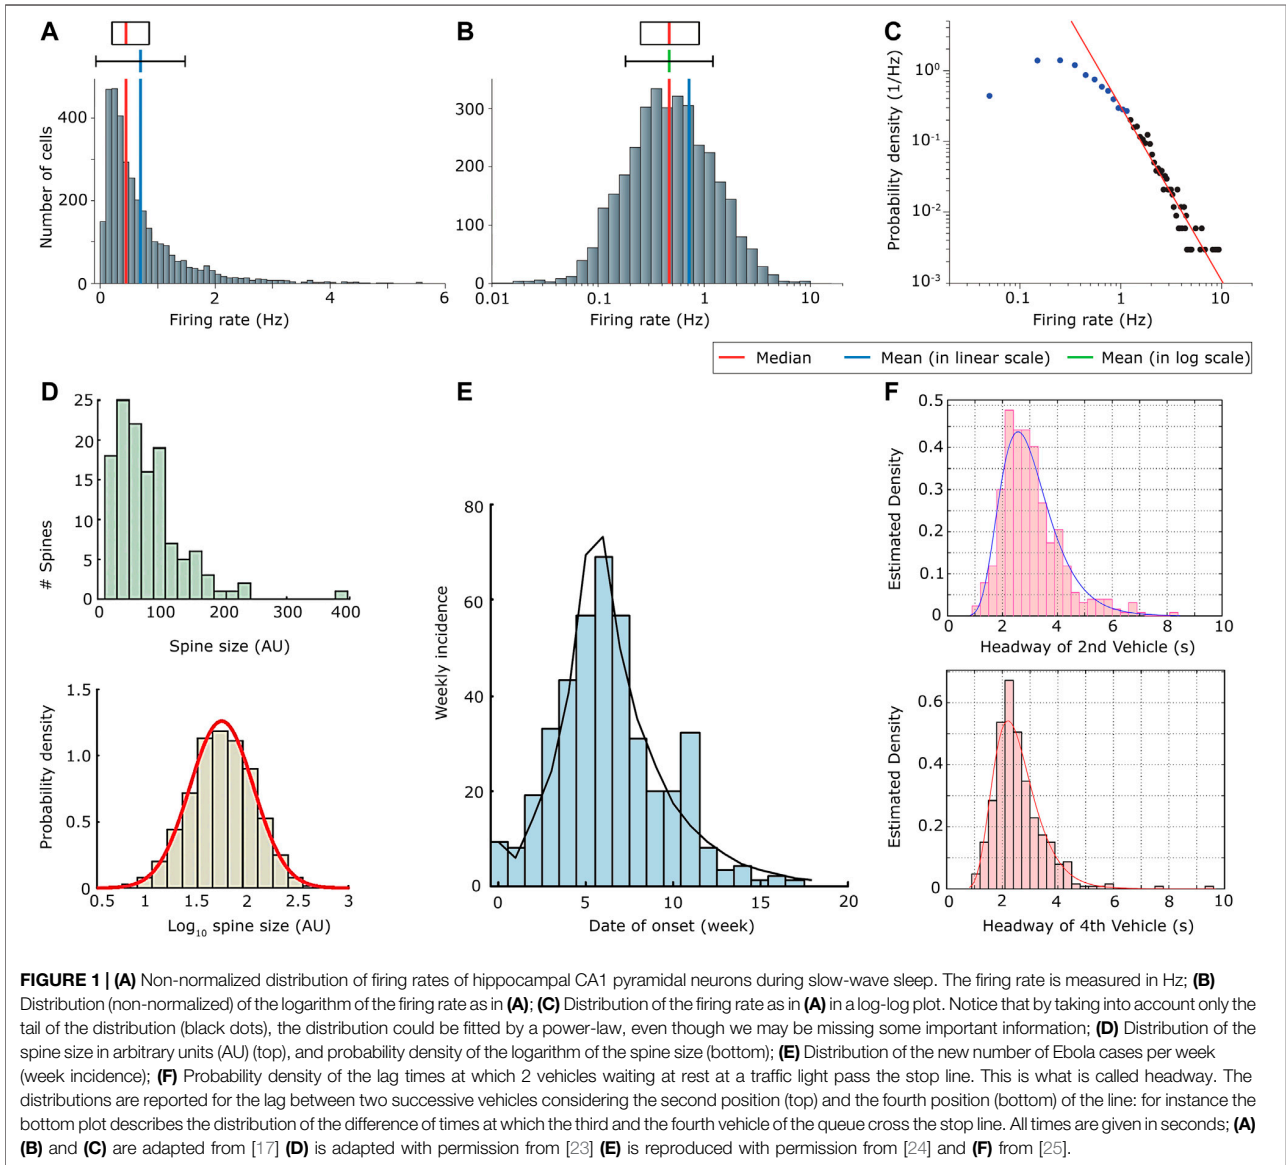 A
B
C
Number of cells
400
200
0
0
2
4
6
Firing rate (Hz)
300
200
100
0
0.01
0.1
1
10
Firing rate (Hz)
Probability density (1/Hz)
10⁰
10⁻¹
10⁻²
10⁻³
0.1
1
10
Firing rate (Hz)
Median
Mean (in linear scale)
Mean (in log scale)
D
E
F
# Spines
25
20
15
10
5
0
0
100
200
300
400
Spine size (AU)
Probability density
1.5
1.0
0.5
0
0.5
1
1.5
2
2.5
3
Log₁₀ spine size (AU)
Weekly incidence
80
60
40
20
0
0
5
10
15
20
Date of onset (week)
Estimated Density
0.5
0.4
0.3
0.2
0.1
0
0
2
4
6
8
10
Headway of 2nd Vehicle (s)
Estimated Density
0.6
0.4
0.2
0
0
2
4
6
8
10
Headway of 4th Vehicle (s)
FIGURE 1 | (A) Non-normalized distribution of firing rates of hippocampal CA1 pyramidal neurons during slow-wave sleep. The firing rate is measured in Hz; (B)
Distribution (non-normalized) of the logarithm of the firing rate as in (A); (C) Distribution of the firing rate as in (A) in a log-log plot. Notice that by taking into account only the
tail of the distribution (black dots), the distribution could be fitted by a power-law, even though we may be missing some important information; (D) Distribution of the
spine size in arbitrary units (AU) (top), and probability density of the logarithm of the spine size (bottom); (E) Distribution of the new number of Ebola cases per week
(week incidence); (F) Probability density of the lag times at which 2 vehicles waiting at rest at a traffic light pass the stop line. This is what is called headway. The
distributions are reported for the lag between two successive vehicles considering the second position (top) and the fourth position (bottom) of the line: for instance the
bottom plot describes the distribution of the difference of times at which the third and the fourth vehicle of the queue cross the stop line. All times are given in seconds; (A)
(B) and (C) are adapted from [17] (D) is adapted with permission from [23] (E) is reproduced with permission from [24] and (F) from [25].